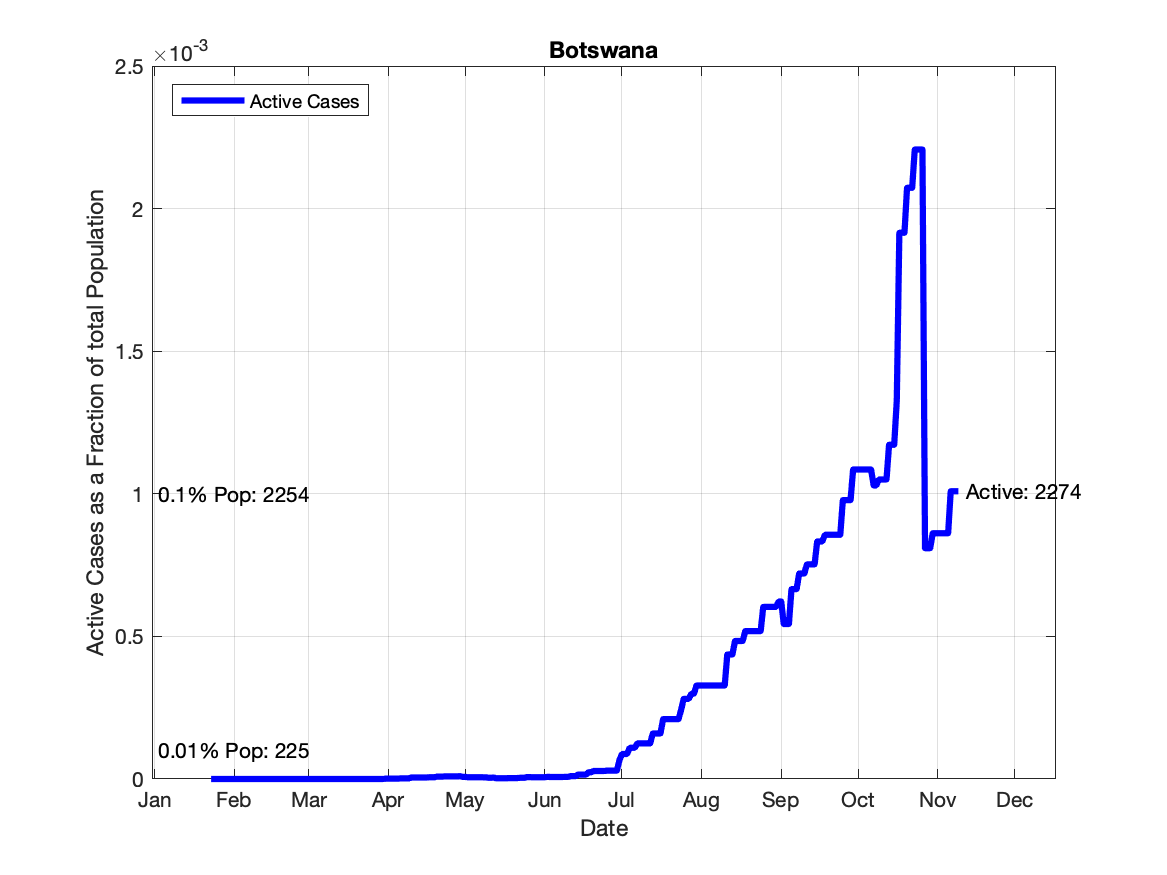 Botswana
×10-3
Active Cases
2.5
2
1.5
1
0.5
0
0.1% Pop: 2254
0.01% Pop: 225
Active: 2274
Active Cases as a Fraction of total Population
Jan Feb Mar Apr May Jun Jul Aug Sep Oct Nov Dec
Date